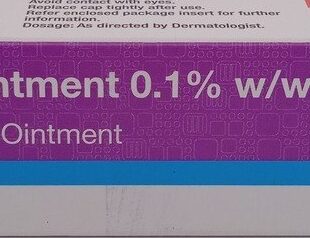 Avoid contact with eyes.
Replace cap tightly after use.
Refer enclosed package insert for further
information.
Dosage: As directed by Dermatologist.
ntment 0.1% w/w
Ointment